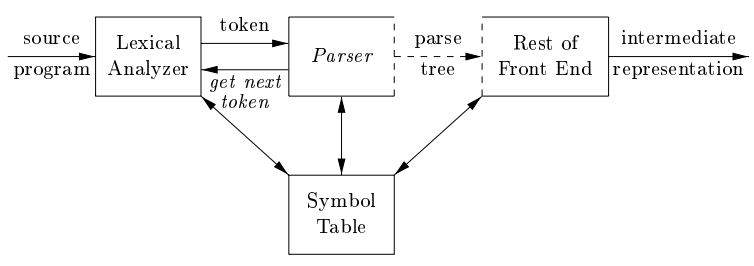 source
program
Lexical
Analyzer
token
get next
token
Parser
parse
tree
Rest of
Front End
intermediate
representation
Symbol
Table